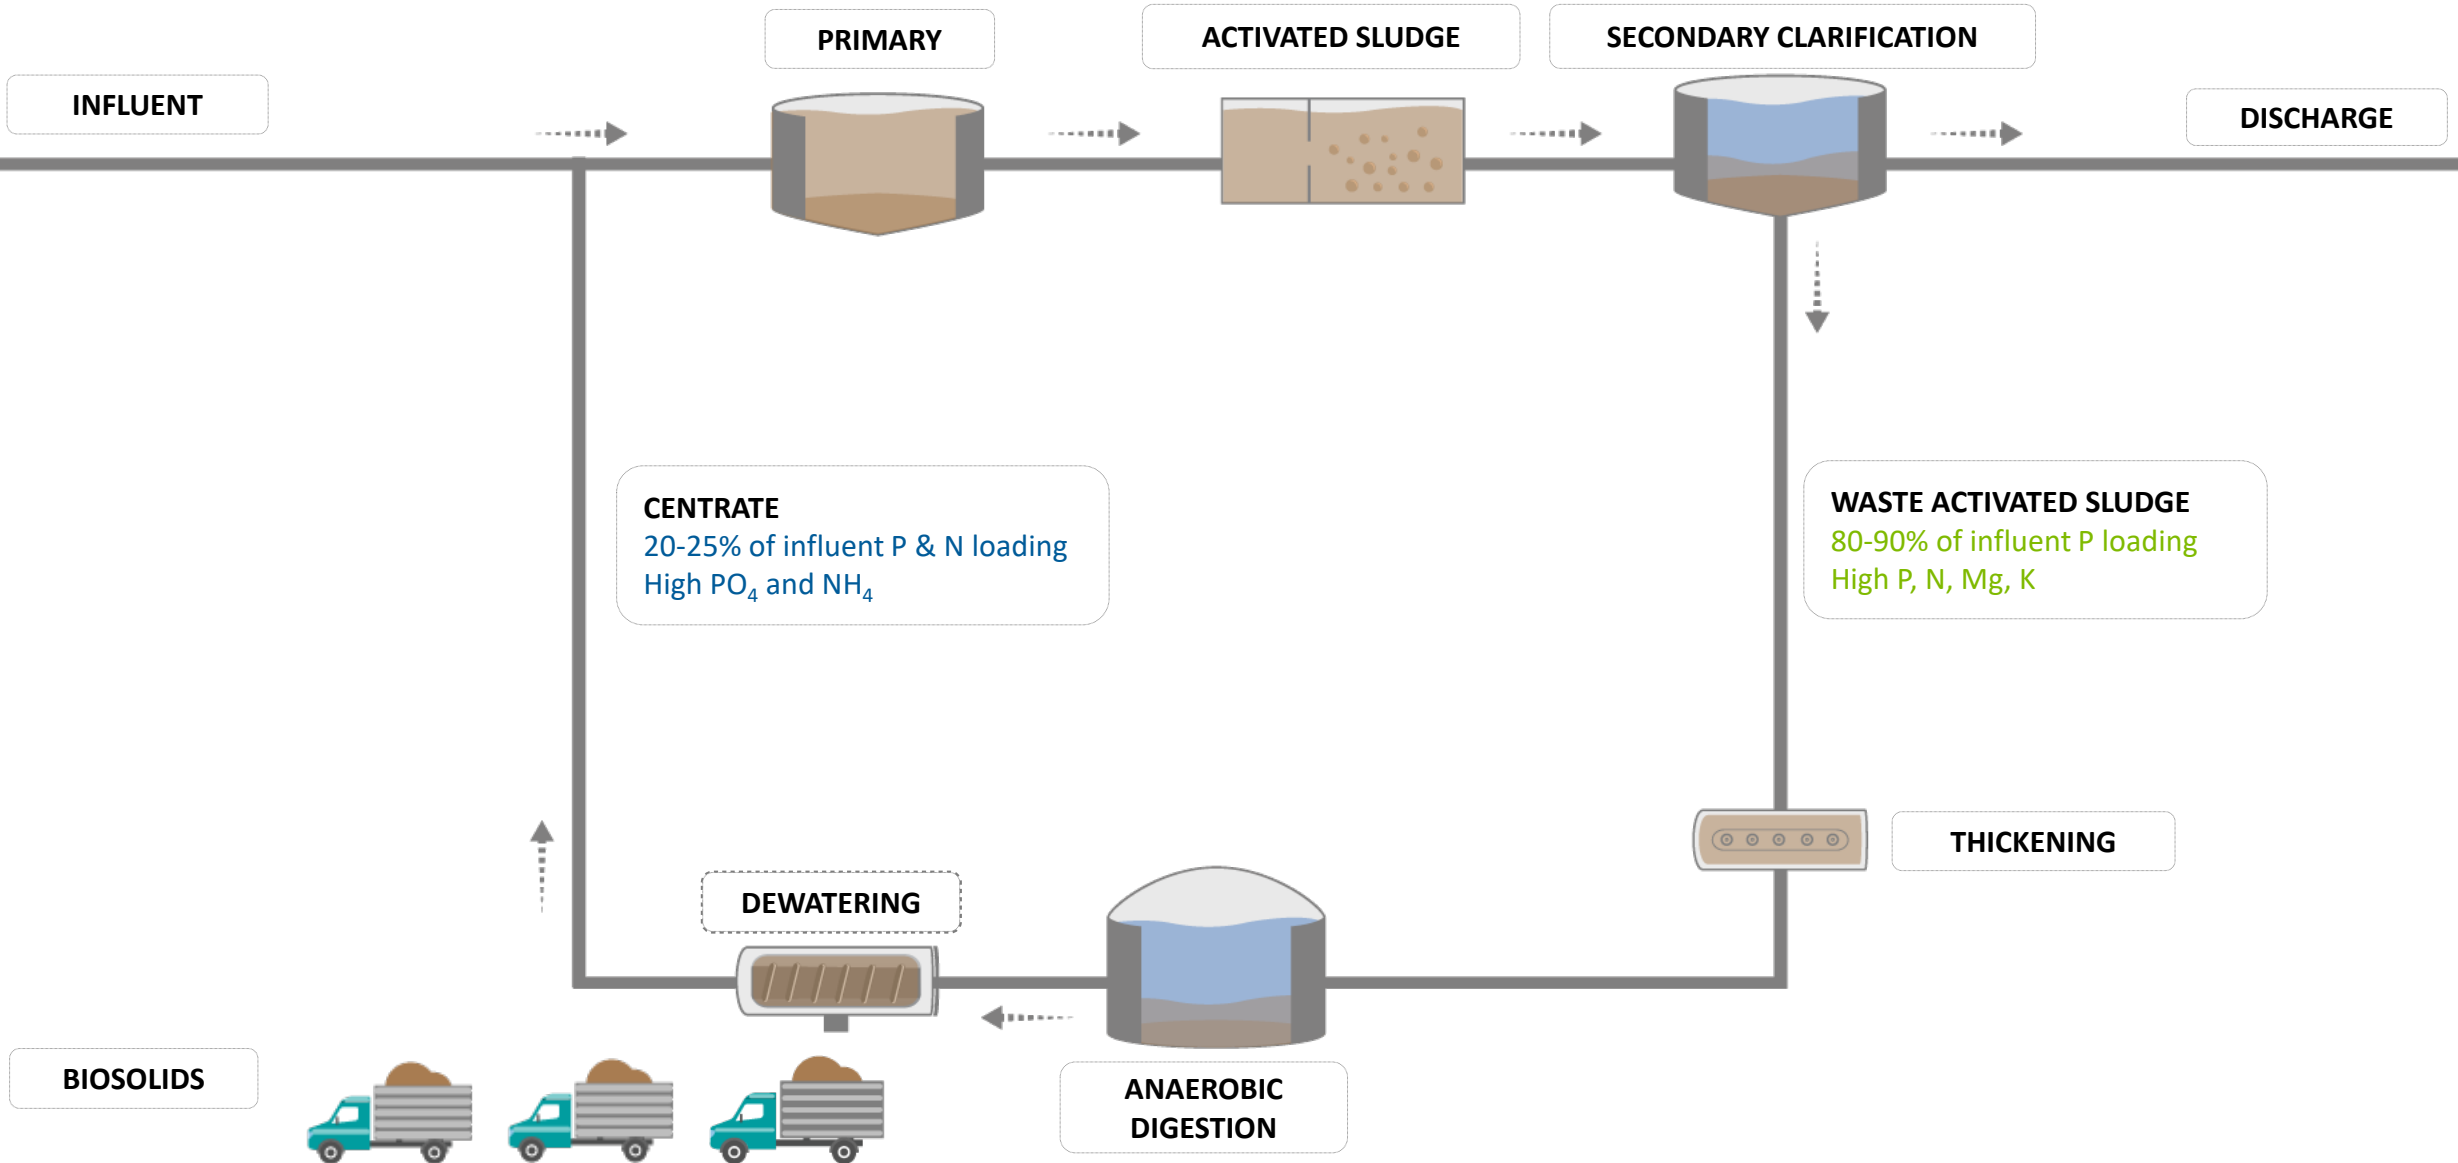 PRIMARY
ACTIVATED SLUDGE
SECONDARY CLARIFICATION
INFLUENT
DISCHARGE
CENTRATE
20-25% of influent P & N loading
High PO₄ and NH₄
WASTE ACTIVATED SLUDGE
80-90% of influent P loading
High P, N, Mg, K
THICKENING
DEWATERING
BIOSOLIDS
ANAEROBIC
DIGESTION